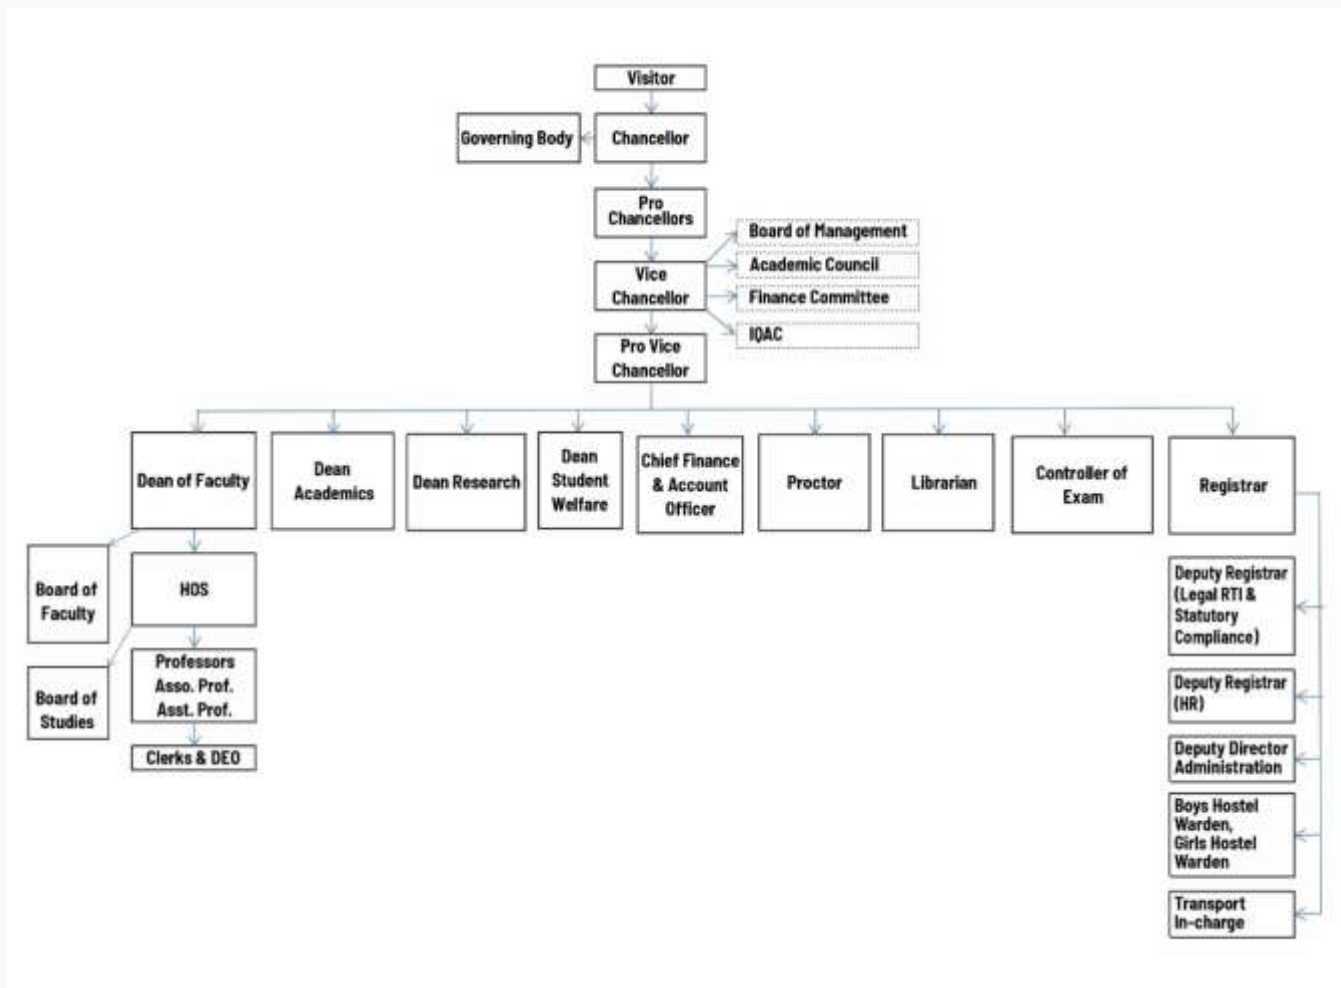 Visitor
Governing Body
Chancellor
Pro
Chancellors
Board of Management
Academic Council
Finance Committee
IQAC
Vice
Chancellor
Pro Vice
Chancellor
Dean of Faculty
Dean
Academics
Dean Research
Dean
Student
Welfare
Chief Finance
& Account
Officer
Proctor
Librarian
Controller of
Exam
Registrar
Board of
Faculty
HOS
Board of
Studies
Professors
Asso. Prof.
Asst. Prof.
Clerks & DEO
Deputy Registrar
(Legal RTI &
Statutory
Compliance)
Deputy Registrar
(HR)
Deputy Director
Administration
Boys Hostel
Warden,
Girls Hostel
Warden
Transport
In-charge